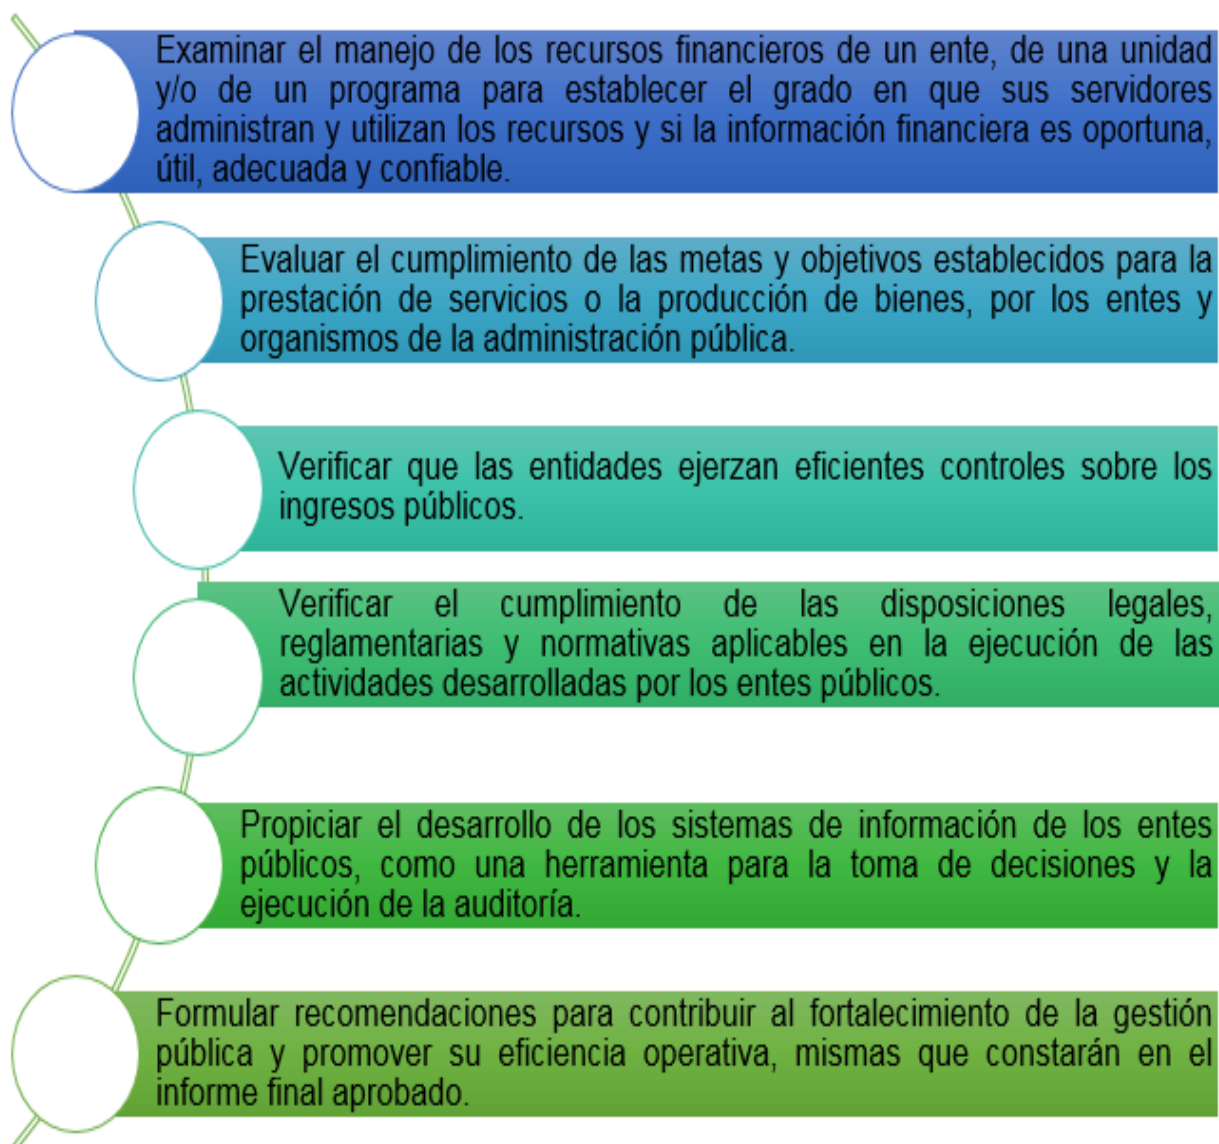 Examinar el manejo de los recursos financieros de un ente, de una unidad
y/o de un programa para establecer el grado en que sus servidores
administran y utilizan los recursos y si la información financiera es oportuna,
útil, adecuada y confiable.
Evaluar el cumplimiento de las metas y objetivos establecidos para la
prestación de servicios o la producción de bienes, por los entes y
organismos de la administración pública.
Verificar que las entidades ejerzan eficientes controles sobre los
ingresos públicos.
Verificar el cumplimiento de las disposiciones legales,
reglamentarias y normativas aplicables en la ejecución de las
actividades desarrolladas por los entes públicos.
Propiciar el desarrollo de los sistemas de información de los entes
públicos, como una herramienta para la toma de decisiones y la
ejecución de la auditoría.
Formular recomendaciones para contribuir al fortalecimiento de la gestión
pública y promover su eficiencia operativa, mismas que constarán en el
informe final aprobado.